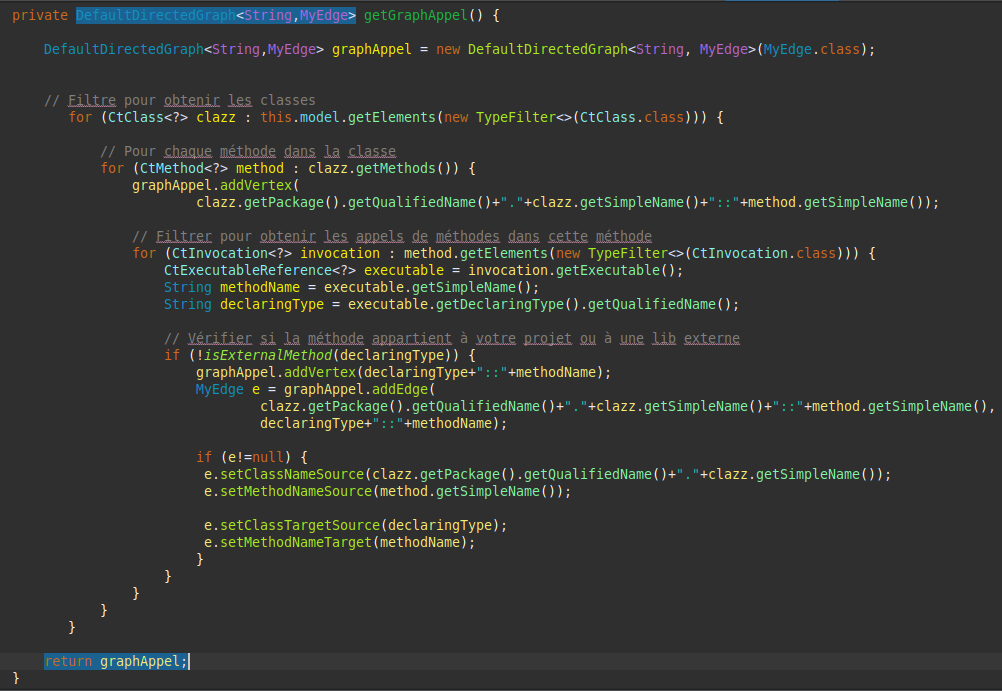 private DefaultDirectedGraph<String,MyEdge> getGraphAppel() {
DefaultDirectedGraph<String,MyEdge> graphAppel = new DefaultDirectedGraph<String, MyEdge>(MyEdge.class);
// Filtre pour obtenir les classes
for (CtClass<?> clazz : this.model.getElements(new TypeFilter<>(CtClass.class))) {
// Pour chaque méthode dans la classe
for (CtMethod<?> method : clazz.getMethods()) {
graphAppel.addVertex(
clazz.getPackage().getQualifiedName()+"."+clazz.getSimpleName()+"::"+method.getSimpleName());
// Filtrer pour obtenir les appels de méthodes dans cette méthode
for (CtInvocation<?> invocation : method.getElements(new TypeFilter<>(CtInvocation.class))) {
CtExecutableReference<?> executable = invocation.getExecutable();
String methodName = executable.getSimpleName();
String declaringType = executable.getDeclaringType().getQualifiedName();
// Vérifier si la méthode appartient à votre projet ou à une lib externe
if (!isExternalMethod(declaringType)) {
graphAppel.addVertex(declaringType+"::"+methodName);
MyEdge e = graphAppel.addEdge(
clazz.getPackage().getQualifiedName()+"."+clazz.getSimpleName()+"::"+method.getSimpleName(),
declaringType+"::"+methodName);
if (e!=null) {
e.setClassNameSource(clazz.getPackage().getQualifiedName()+"."+clazz.getSimpleName());
e.setMethodNameSource(method.getSimpleName());
e.setClassTargetSource(declaringType);
e.setMethodNameTarget(methodName);
}
}
}
}
}
return graphAppel;
}